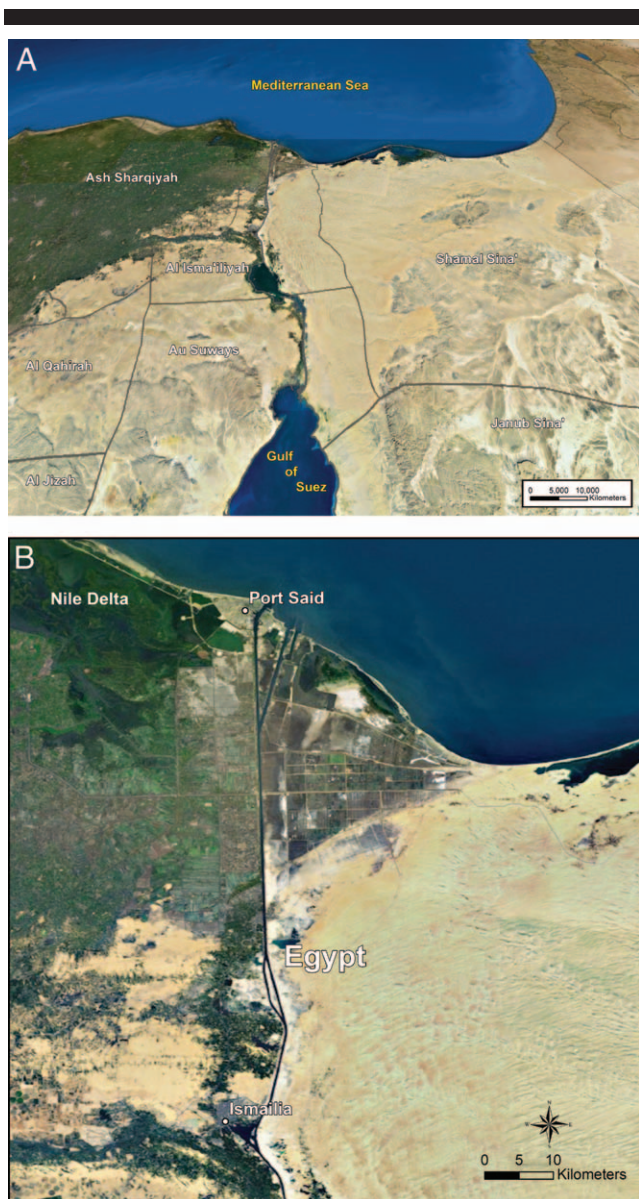 A
Mediterranean Sea
Ash Sharqiyah
Al Isma'iliyah
Shamal Sina'
Au Suways
Al Qahirah
Janub Sina'
Gulf
of
Suez
Al Jizah
0 5,000 10,000
Kilometers
B
Nile Delta
Port Said
Egypt
Ismailia
N
0 5 10
Kilometers